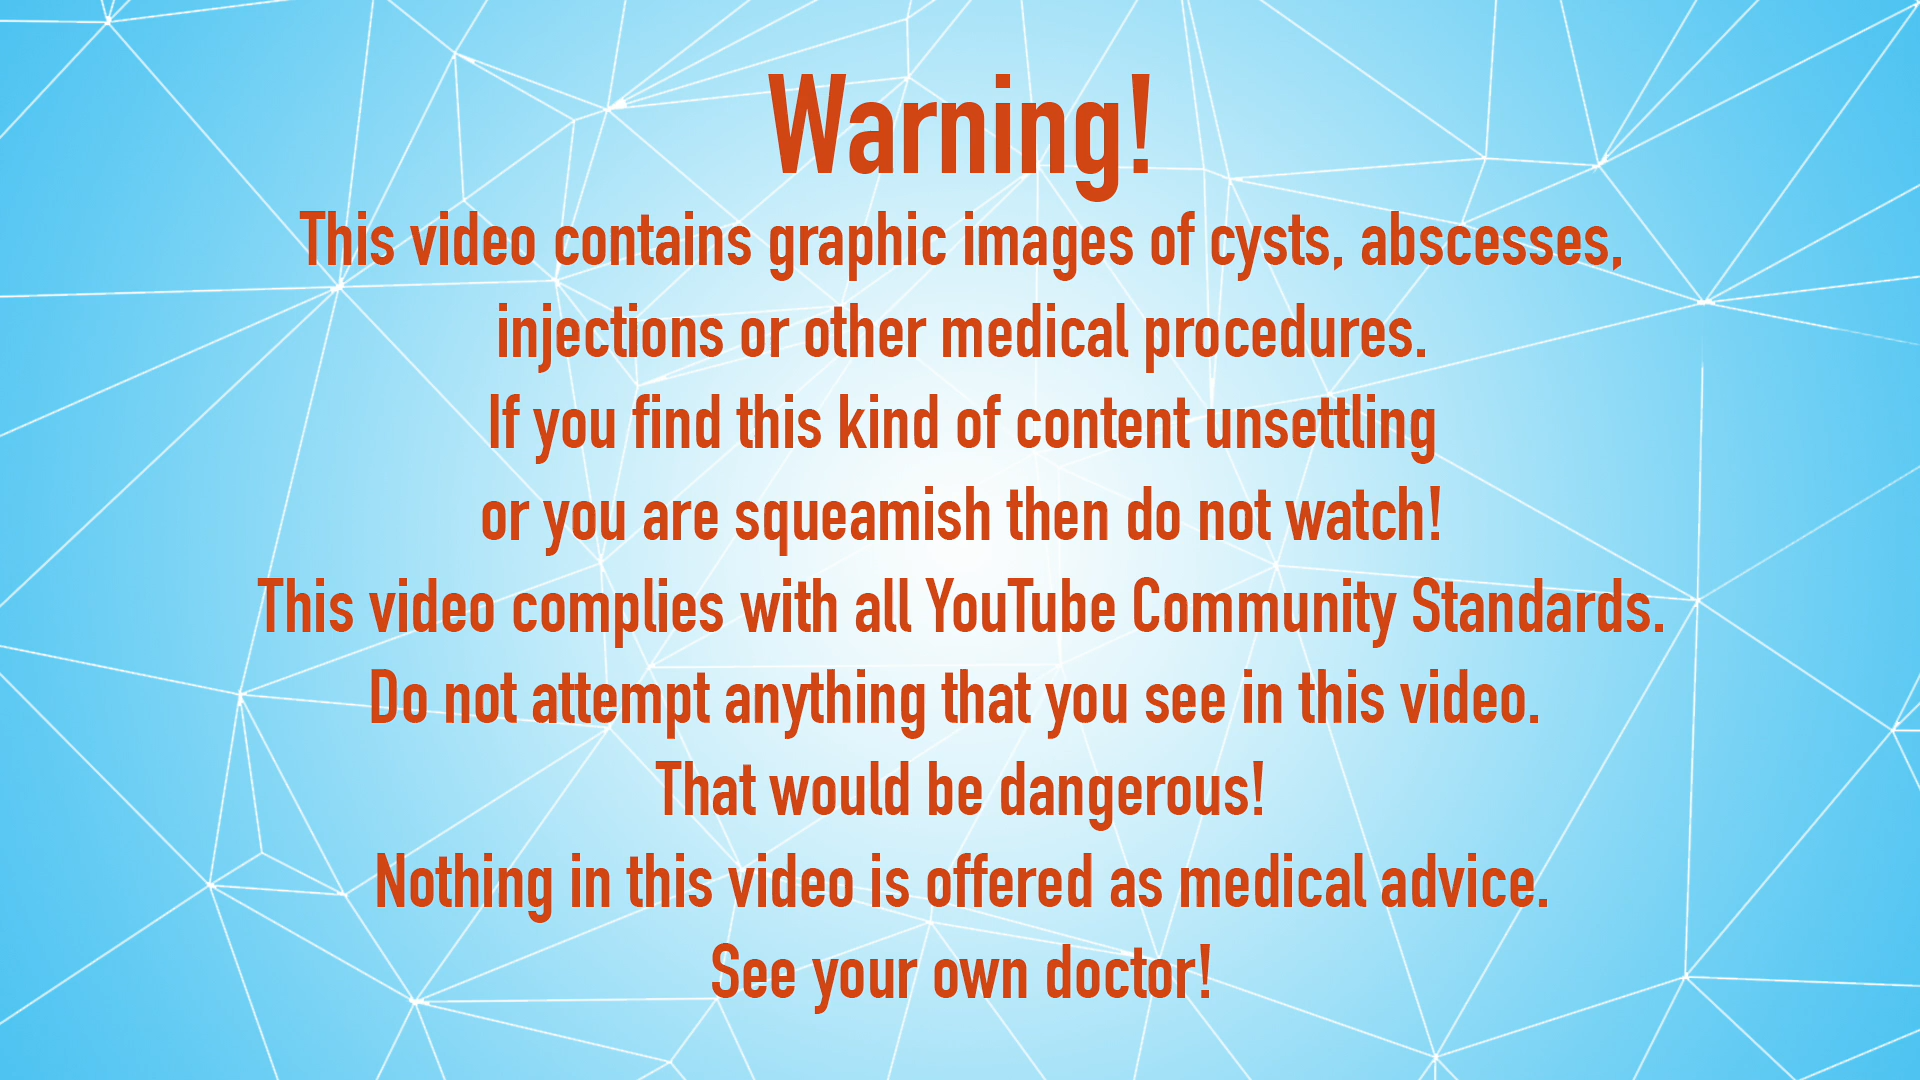 Warning!
This video contains graphic images of cysts, abscesses,
injections or other medical procedures.
If you find this kind of content unsettling
or you are squeamish then do not watch!
This video complies with all YouTube Community Standards.
Do not attempt anything that you see in this video.
That would be dangerous!
Nothing in this video is offered as medical advice.
See your own doctor!